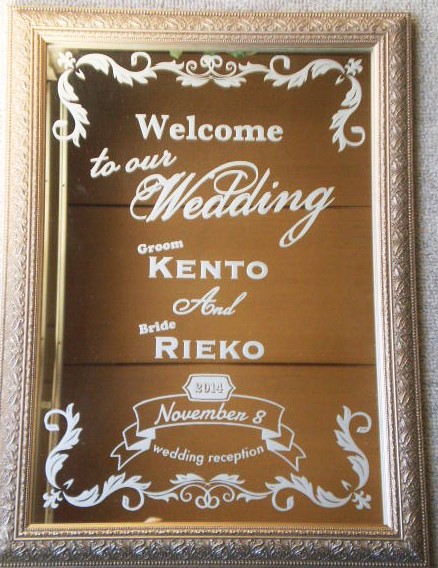 Welcome
to our
Wedding
Groom
KENTO
And
Bride
RIEKO
2014
November 8
wedding reception